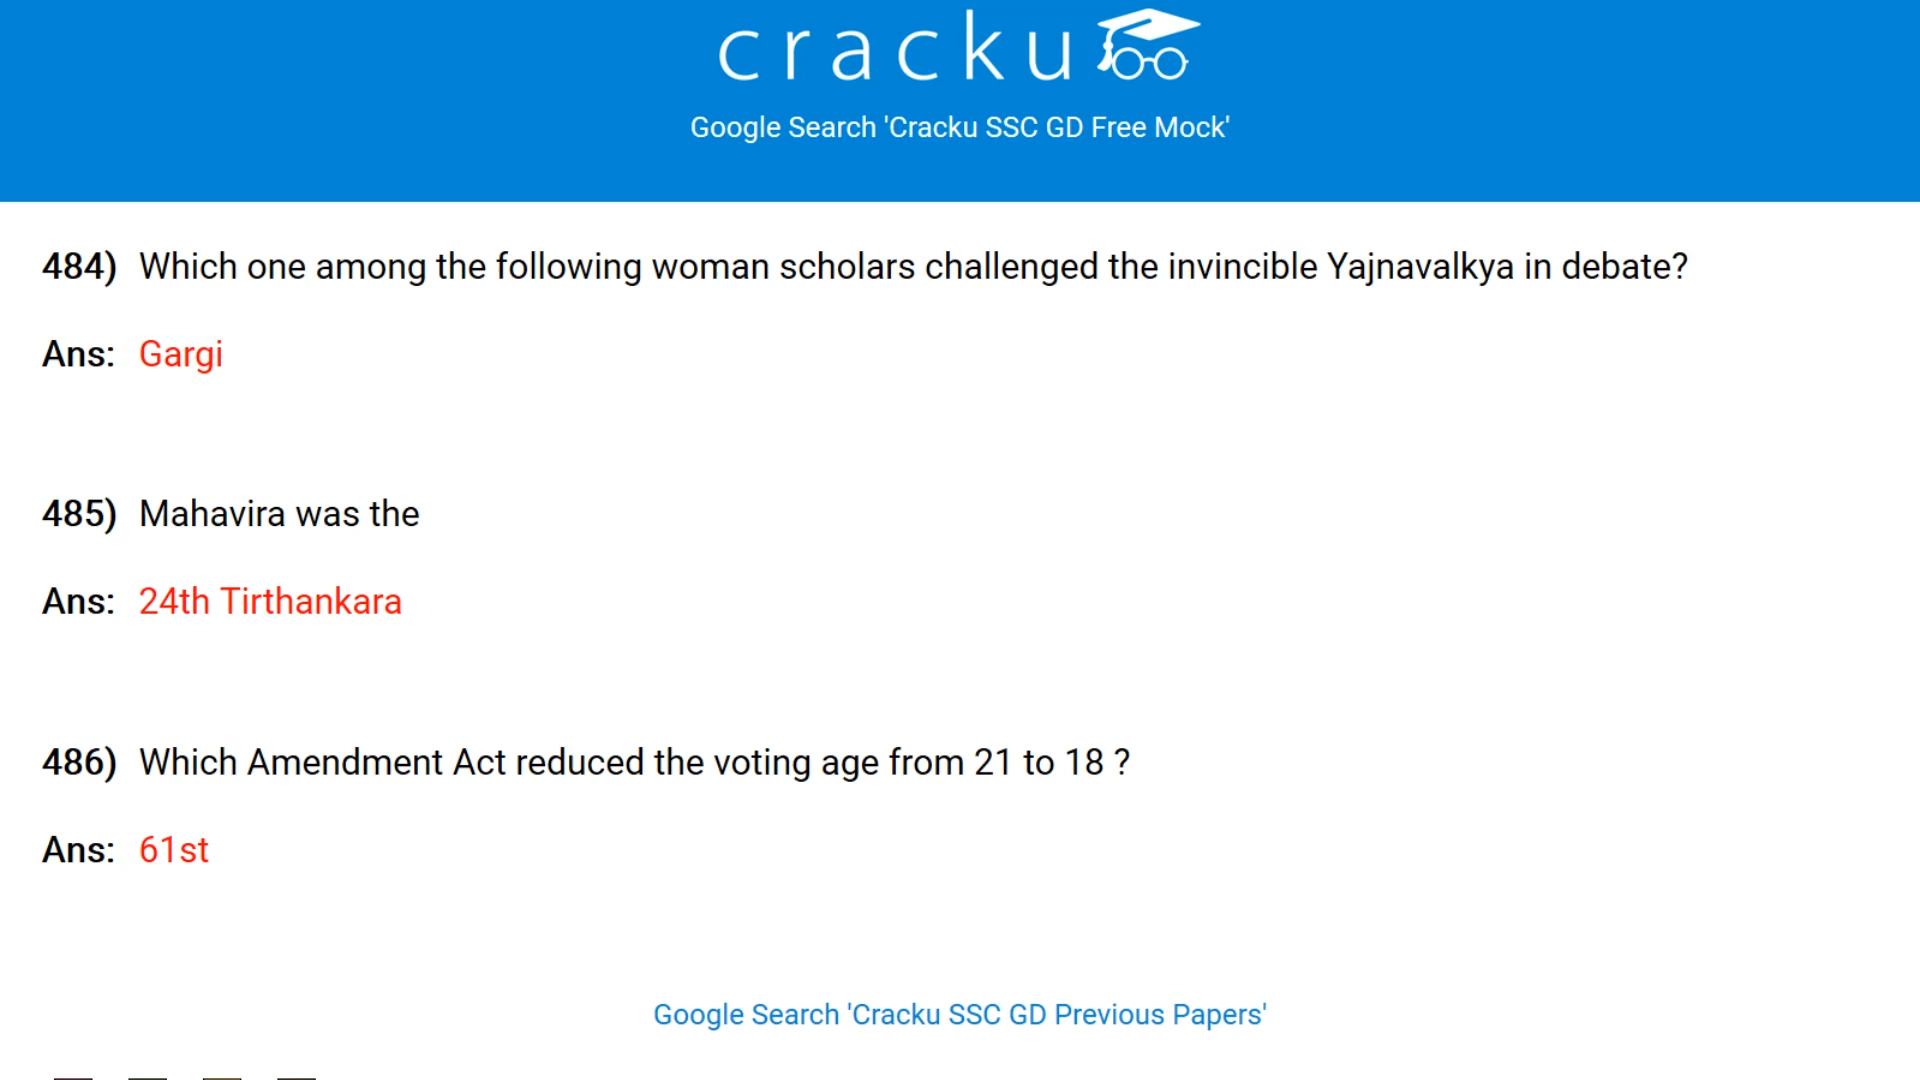 cracku
Google Search 'Cracku SSC GD Free Mock'
484) Which one among the following woman scholars challenged the invincible Yajnavalkya in debate?
Ans: Gargi
485) Mahavira was the
Ans: 24th Tirthankara
486) Which Amendment Act reduced the voting age from 21 to 18 ?
Ans: 61st
Google Search 'Cracku SSC GD Previous Papers'